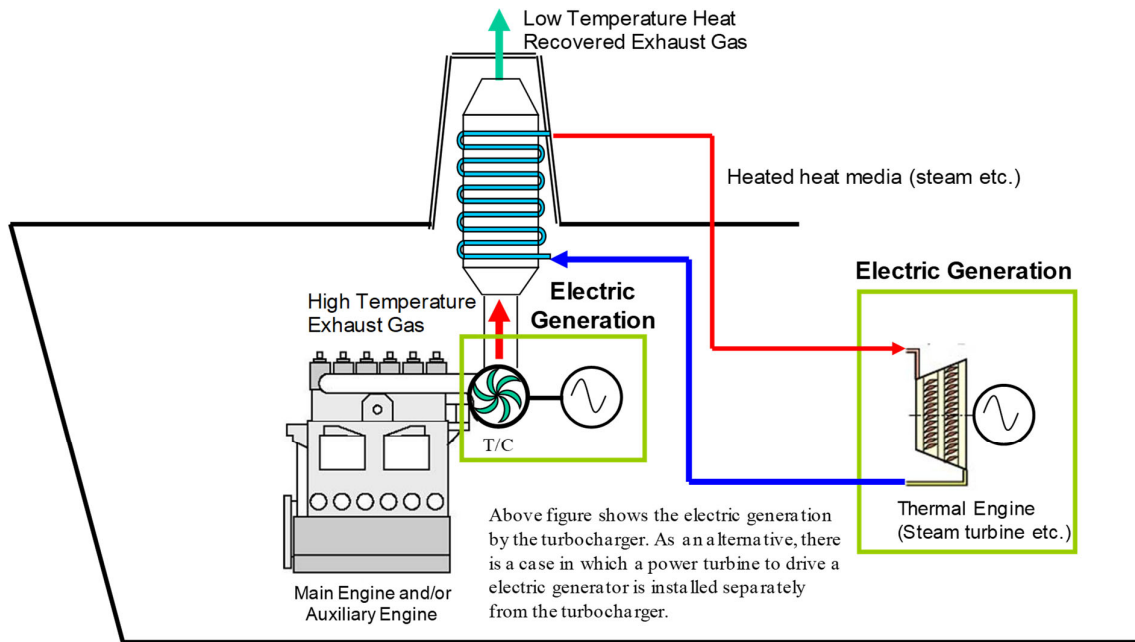 Low Temperature Heat
Recovered Exhaust Gas
Heated heat media (steam etc.)
Electric Generation
High Temperature
Exhaust Gas
Electric
Generation
T/C
Thermal Engine
(Steam turbine etc.)
Above figure shows the electric generation
by the turbocharger. As an alternative, there
is a case in which a power turbine to drive a
electric generator is installed separately
from the turbocharger.
Main Engine and/or
Auxiliary Engine